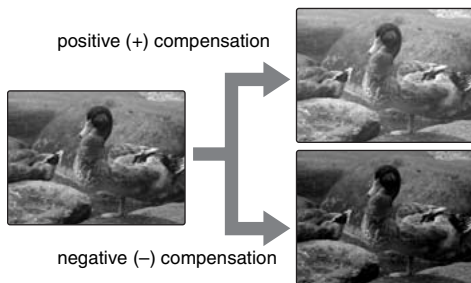 positive (+) compensation
negative (–) compensation